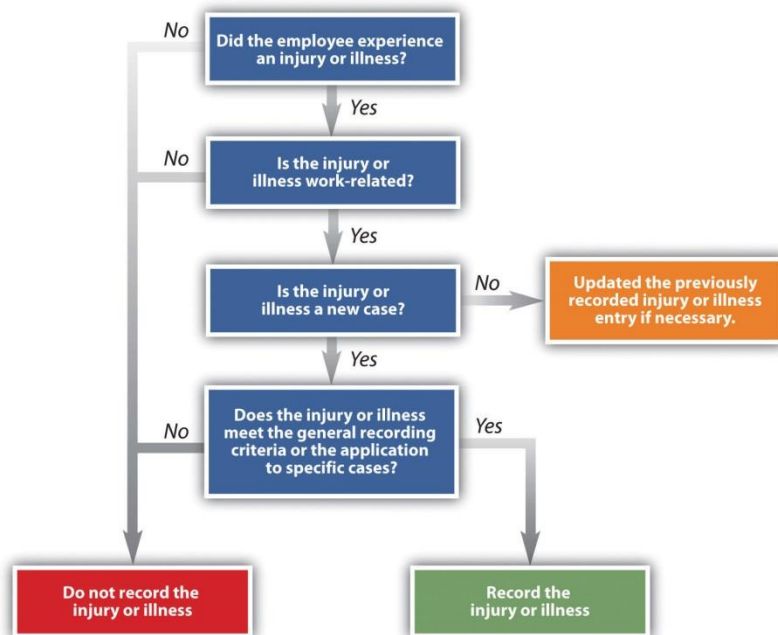 No
Did the employee experience
an injury or illness?
Yes
No
Is the injury or
illness work-related?
Yes
Is the injury or
illness a new case?
No
Updated the previously
recorded injury or illness
entry if necessary.
Yes
No
Does the injury or illness
meet the general recording
criteria or the application
to specific cases?
Yes
Do not record the
injury or illness
Record the
injury or illness